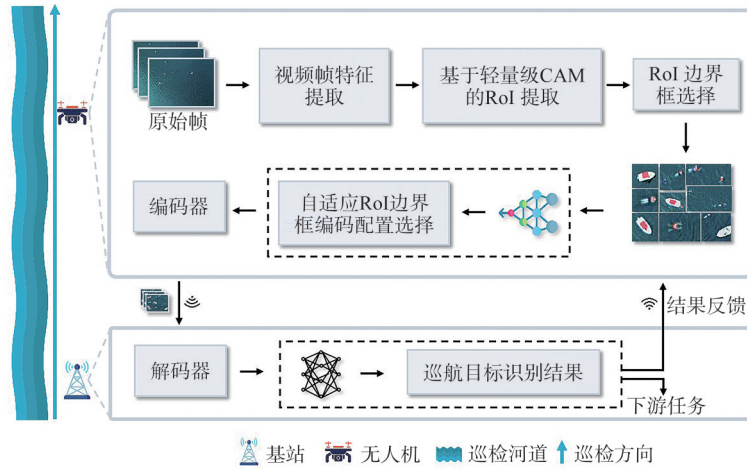 原始帧
视频帧特征
提取
基于轻量级CAM
的RoI 提取
RoI 边界
框选择
编码器
自适应RoI边界
框编码配置选择
结果反馈
解码器
巡航目标识别结果
下游任务
基站
无人机
巡检河道
巡检方向